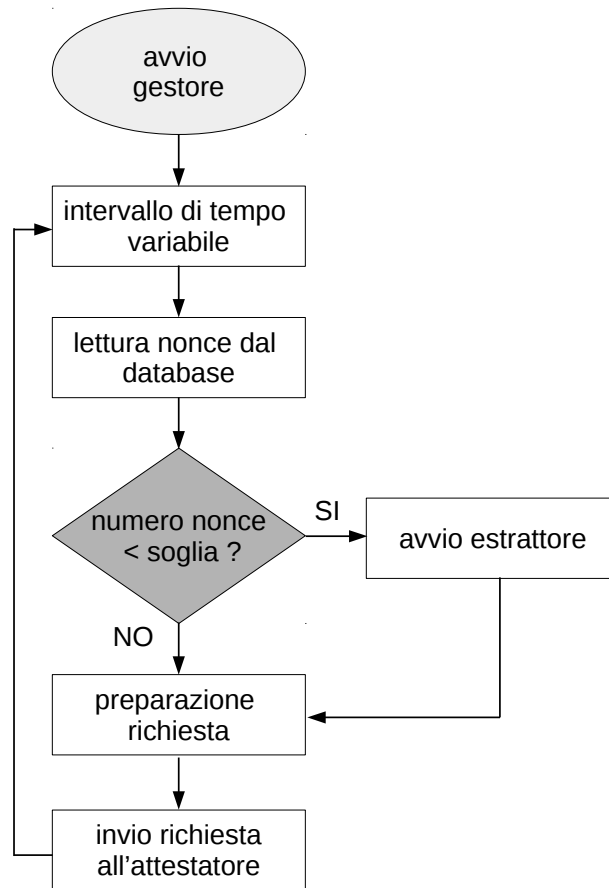 avvio
gestore
intervallo di tempo
variabile
lettura nonce dal
database
numero nonce
< soglia ?
SI
avvio estrattore
NO
preparazione
richiesta
invio richiesta
all'attestatore